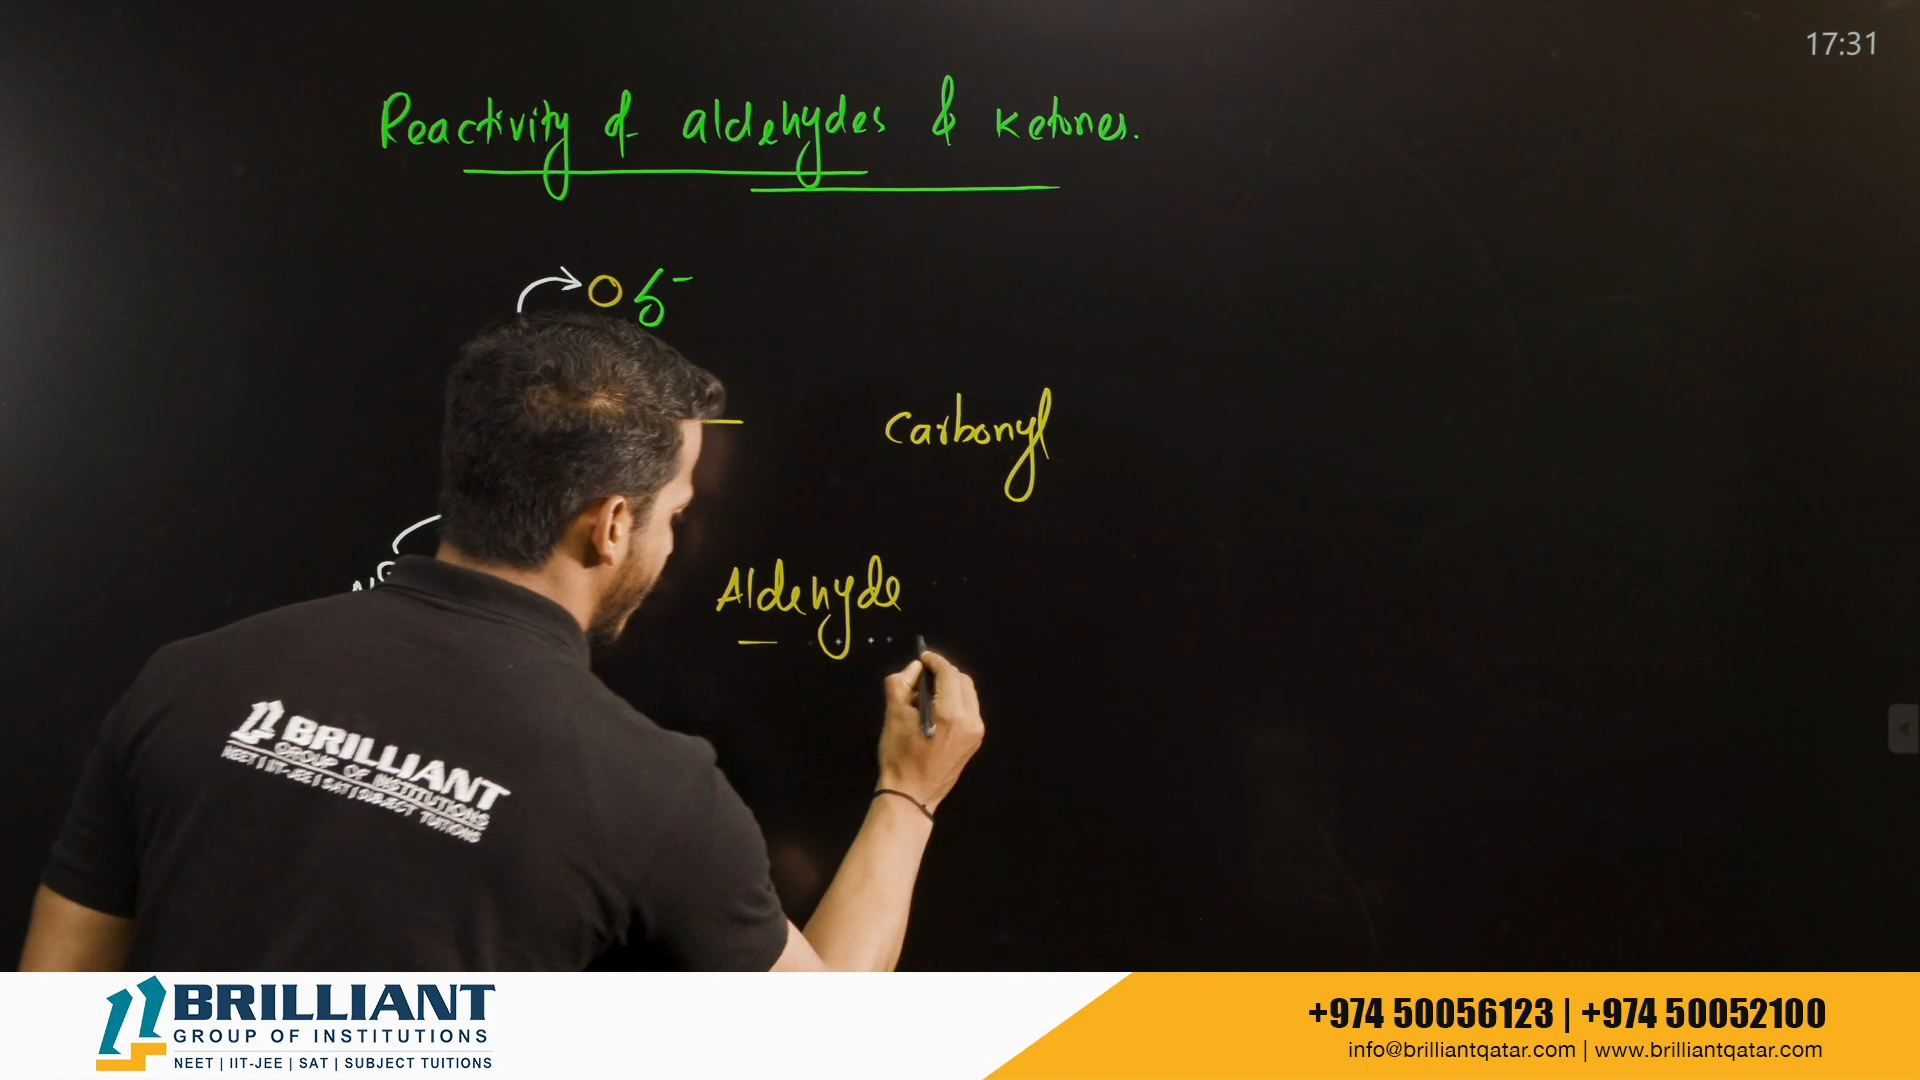 17:31
Reactivity of aldehydes & ketones.
O δ-
Carbonyl
Aldehyde
BRILLIANT
GROUP OF INSTITUTIONS
NEET | IIT-JEE | SAT | SUBJECT TUITIONS
BRILLIANT
GROUP OF INSTITUTIONS
NEET | IIT-JEE | SAT | SUBJECT TUITIONS
+974 50056123 | +974 50052100
info@brilliantqatar.com | www.brilliantqatar.com